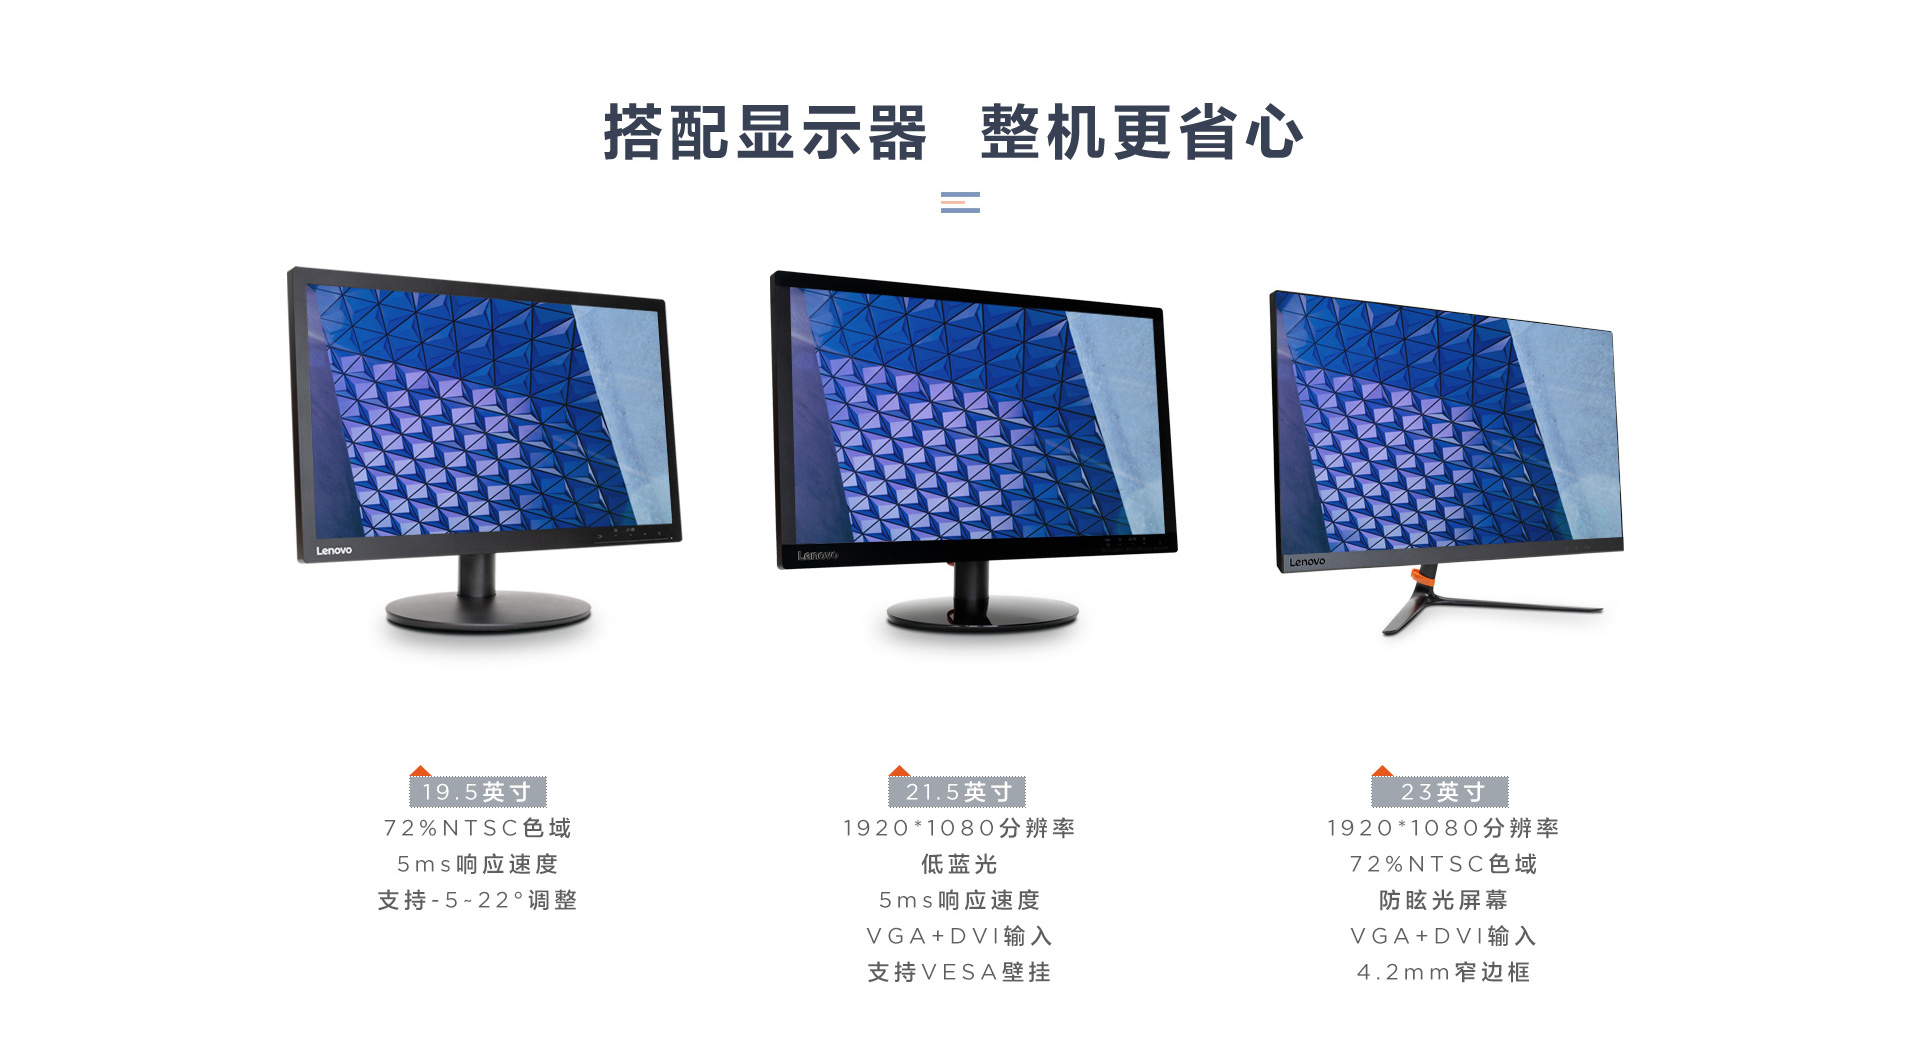 搭配显示器 整机更省心
Lenovo
Lenovo
Lenovo
19.5英寸
72%NTSC色域
5ms响应速度
支持-5~22°调整
21.5英寸
1920*1080分辨率
低蓝光
5ms响应速度
VGA+DVI输入
支持VESA壁挂
23英寸
1920*1080分辨率
72%NTSC色域
防眩光屏幕
VGA+DVI输入
4.2mm窄边框